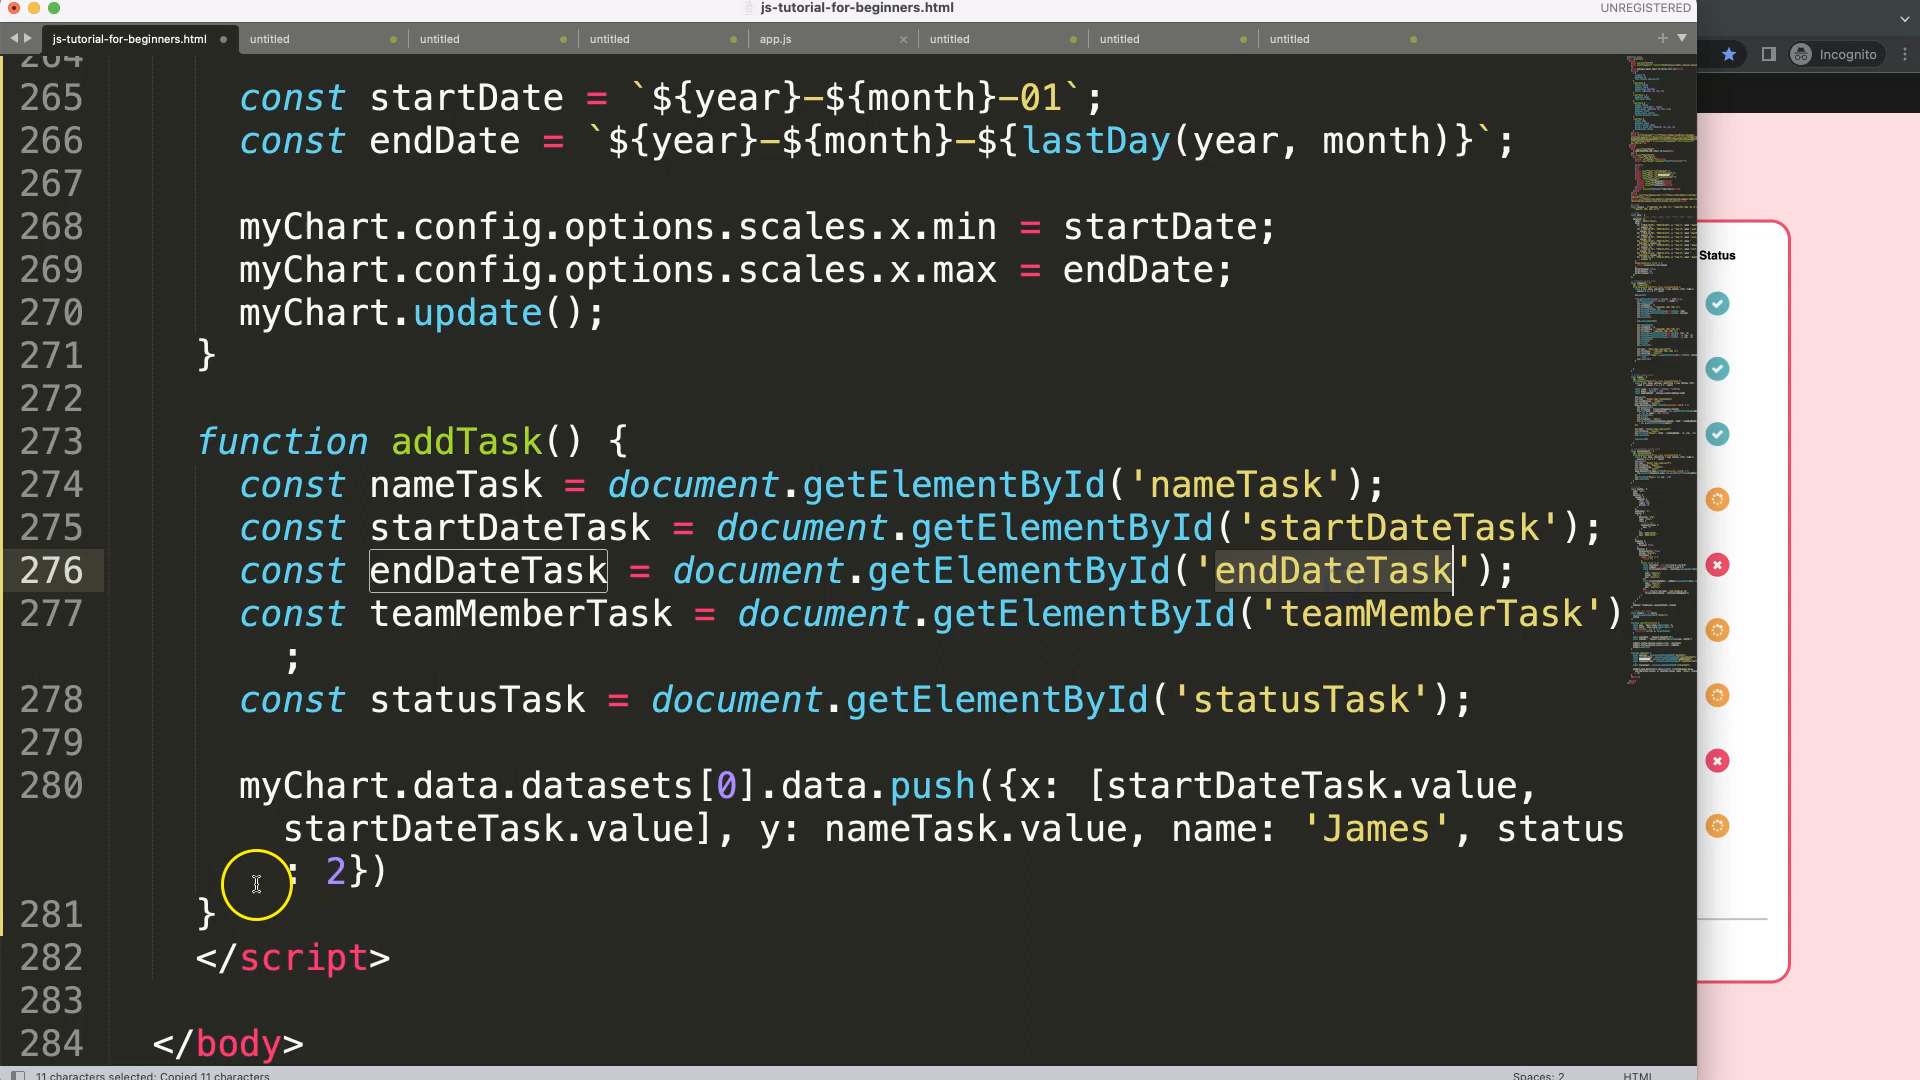 js-tutorial-for-beginners.html
UNREGISTERED
js-tutorial-for-beginners.html untitled untitled untitled app.js untitled untitled untitled
Incognito
264
265 const startDate = `${year}-${month}-01`;
266 const endDate = `${year}-${month}-${lastDay(year, month)}`;
267
268 myChart.config.options.scales.x.min = startDate;
269 myChart.config.options.scales.x.max = endDate;
270 myChart.update();
271 }
272
273 function addTask() {
274 const nameTask = document.getElementById('nameTask');
275 const startDateTask = document.getElementById('startDateTask');
276 const endDateTask = document.getElementById('endDateTask');
277 const teamMemberTask = document.getElementById('teamMemberTask')
;
278 const statusTask = document.getElementById('statusTask');
279
280 myChart.data.datasets[0].data.push({x: [startDateTask.value,
startDateTask.value], y: nameTask.value, name: 'James', status
: 2})
281 }
282 </script>
283
284 </body>
Status
11 characters selected; Copied 11 characters
Spaces: 2
HTML